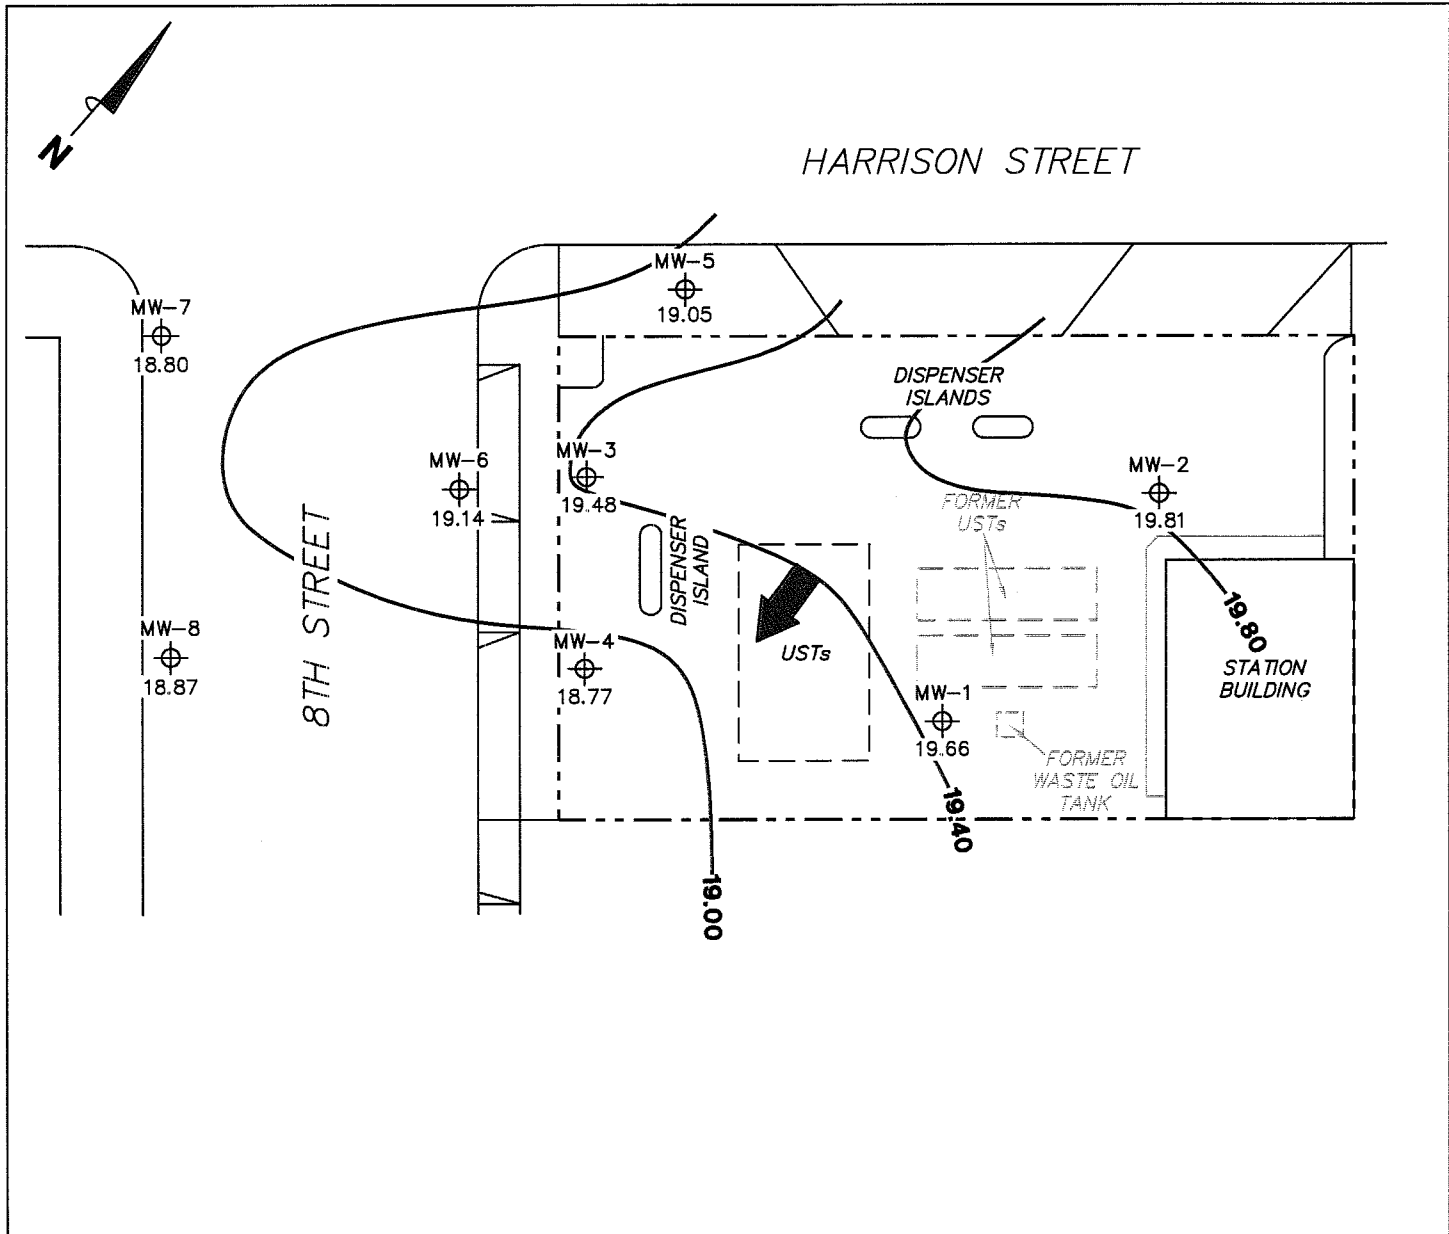 N
HARRISON STREET
MW-5
19.05
MW-7
18.80
DISPENSER
ISLANDS
MW-3
19.48
MW-6
19.14
MW-2
19.81
FORMER
USTs
8TH STREET
DISPENSER
ISLAND
MW-8
18.87
MW-4
18.77
USTs
19.80
STATION
BUILDING
MW-1
19.66
FORMER
WASTE OIL
TANK
19.40
19.00